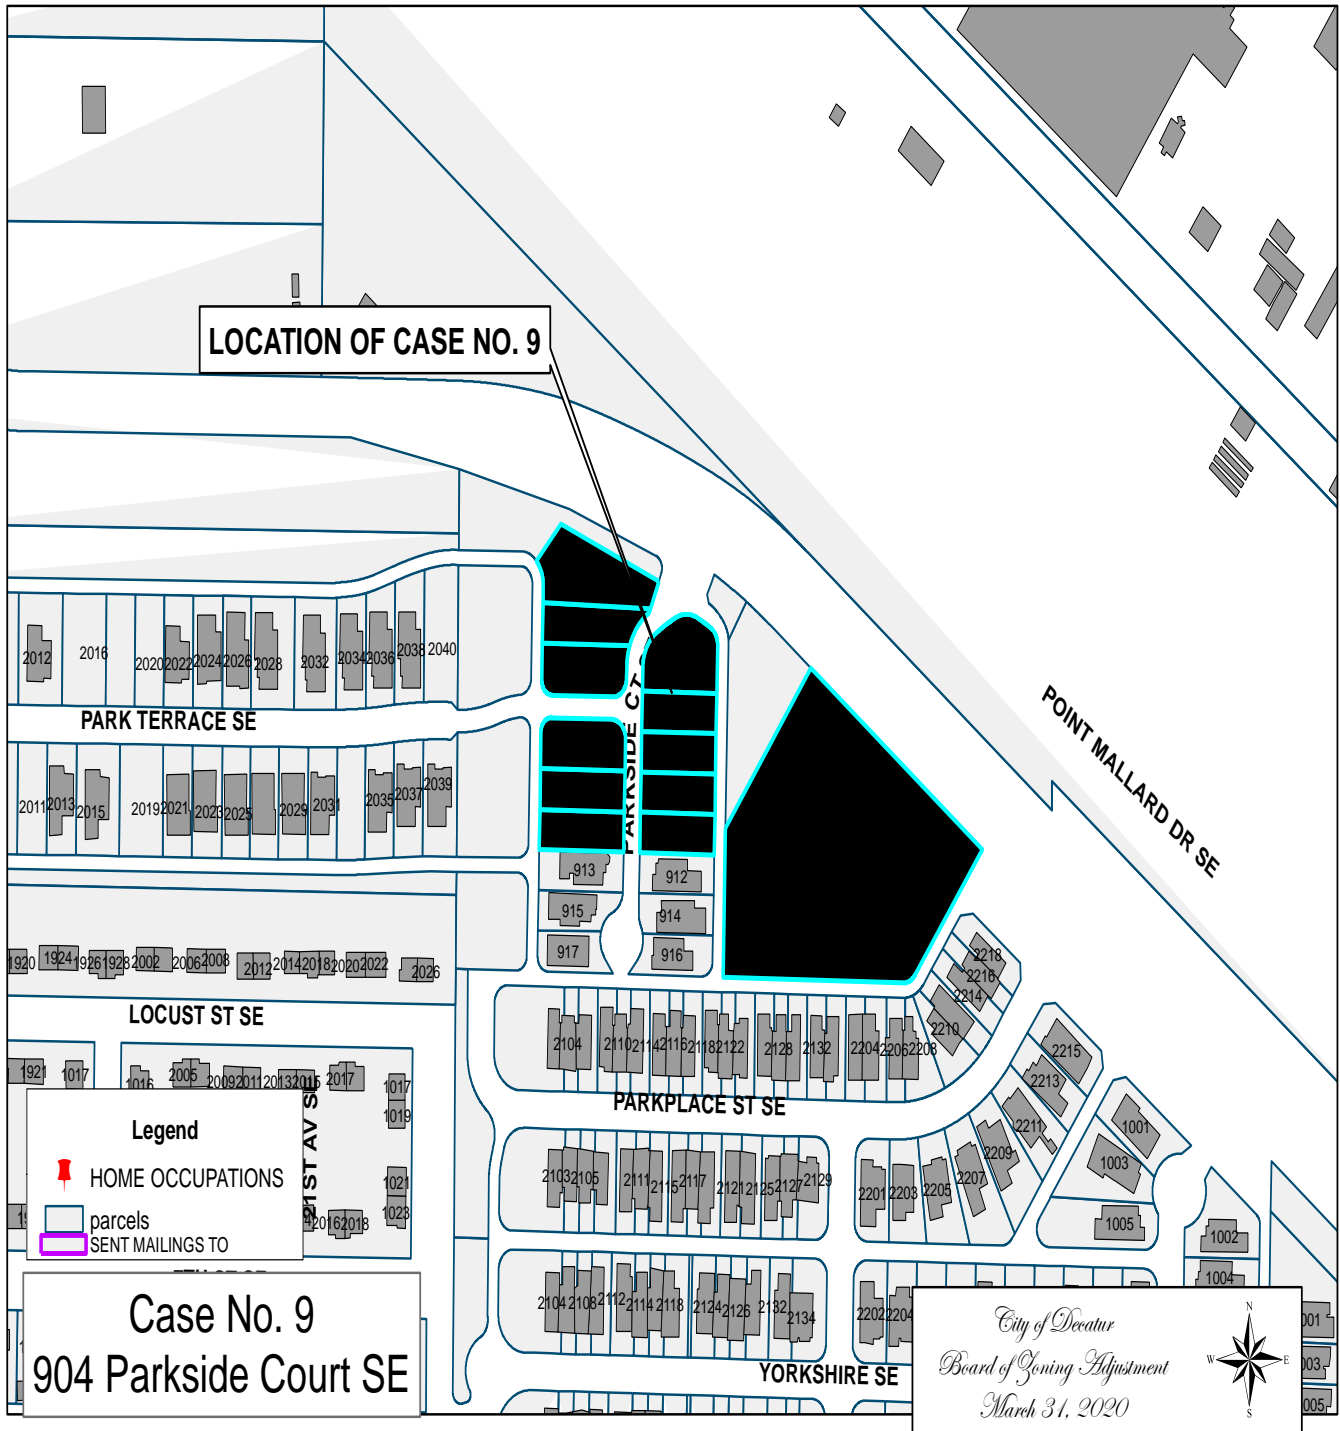 LOCATION OF CASE NO. 9
2012 2016 2020 2022 2024 2026 2028 2032 2034 2036 2038 2040
PARK TERRACE SE
PARKSIDE CT
POINT MALLARD DR SE
2011 2013 2015 2019 2021 2023 2025 2029 2031 2035 2037 2039
913 912
915 914
917 916
1920 1924 1926 1928 2002 2006 2008 2012 2014 2018 2020 2022 2026
LOCUST ST SE
2218
2216
2214
2210
2104 2110 2114 2116 2118 2122 2128 2132 2204 2206 2208
PARKPLACE ST SE
1921 1017 1016 2005 2009 2011 2013 2015 2017 1017
1019
21ST AV SE
1021
1023
2016 2018
2215
2213
2211
2209
2207
2103 2105 2111 2115 2117 2121 2125 2127 2129 2201 2203 2205
1001
1003
1005
1002
1004
2104 2108 2112 2114 2118 2124 2126 2132 2134 2202 2204
YORKSHIRE SE
001
003
005
Legend
HOME OCCUPATIONS
parcels
SENT MAILINGS TO
Case No. 9
904 Parkside Court SE
City of Decatur
Board of Zoning Adjustment
March 31, 2020
N
W E
S